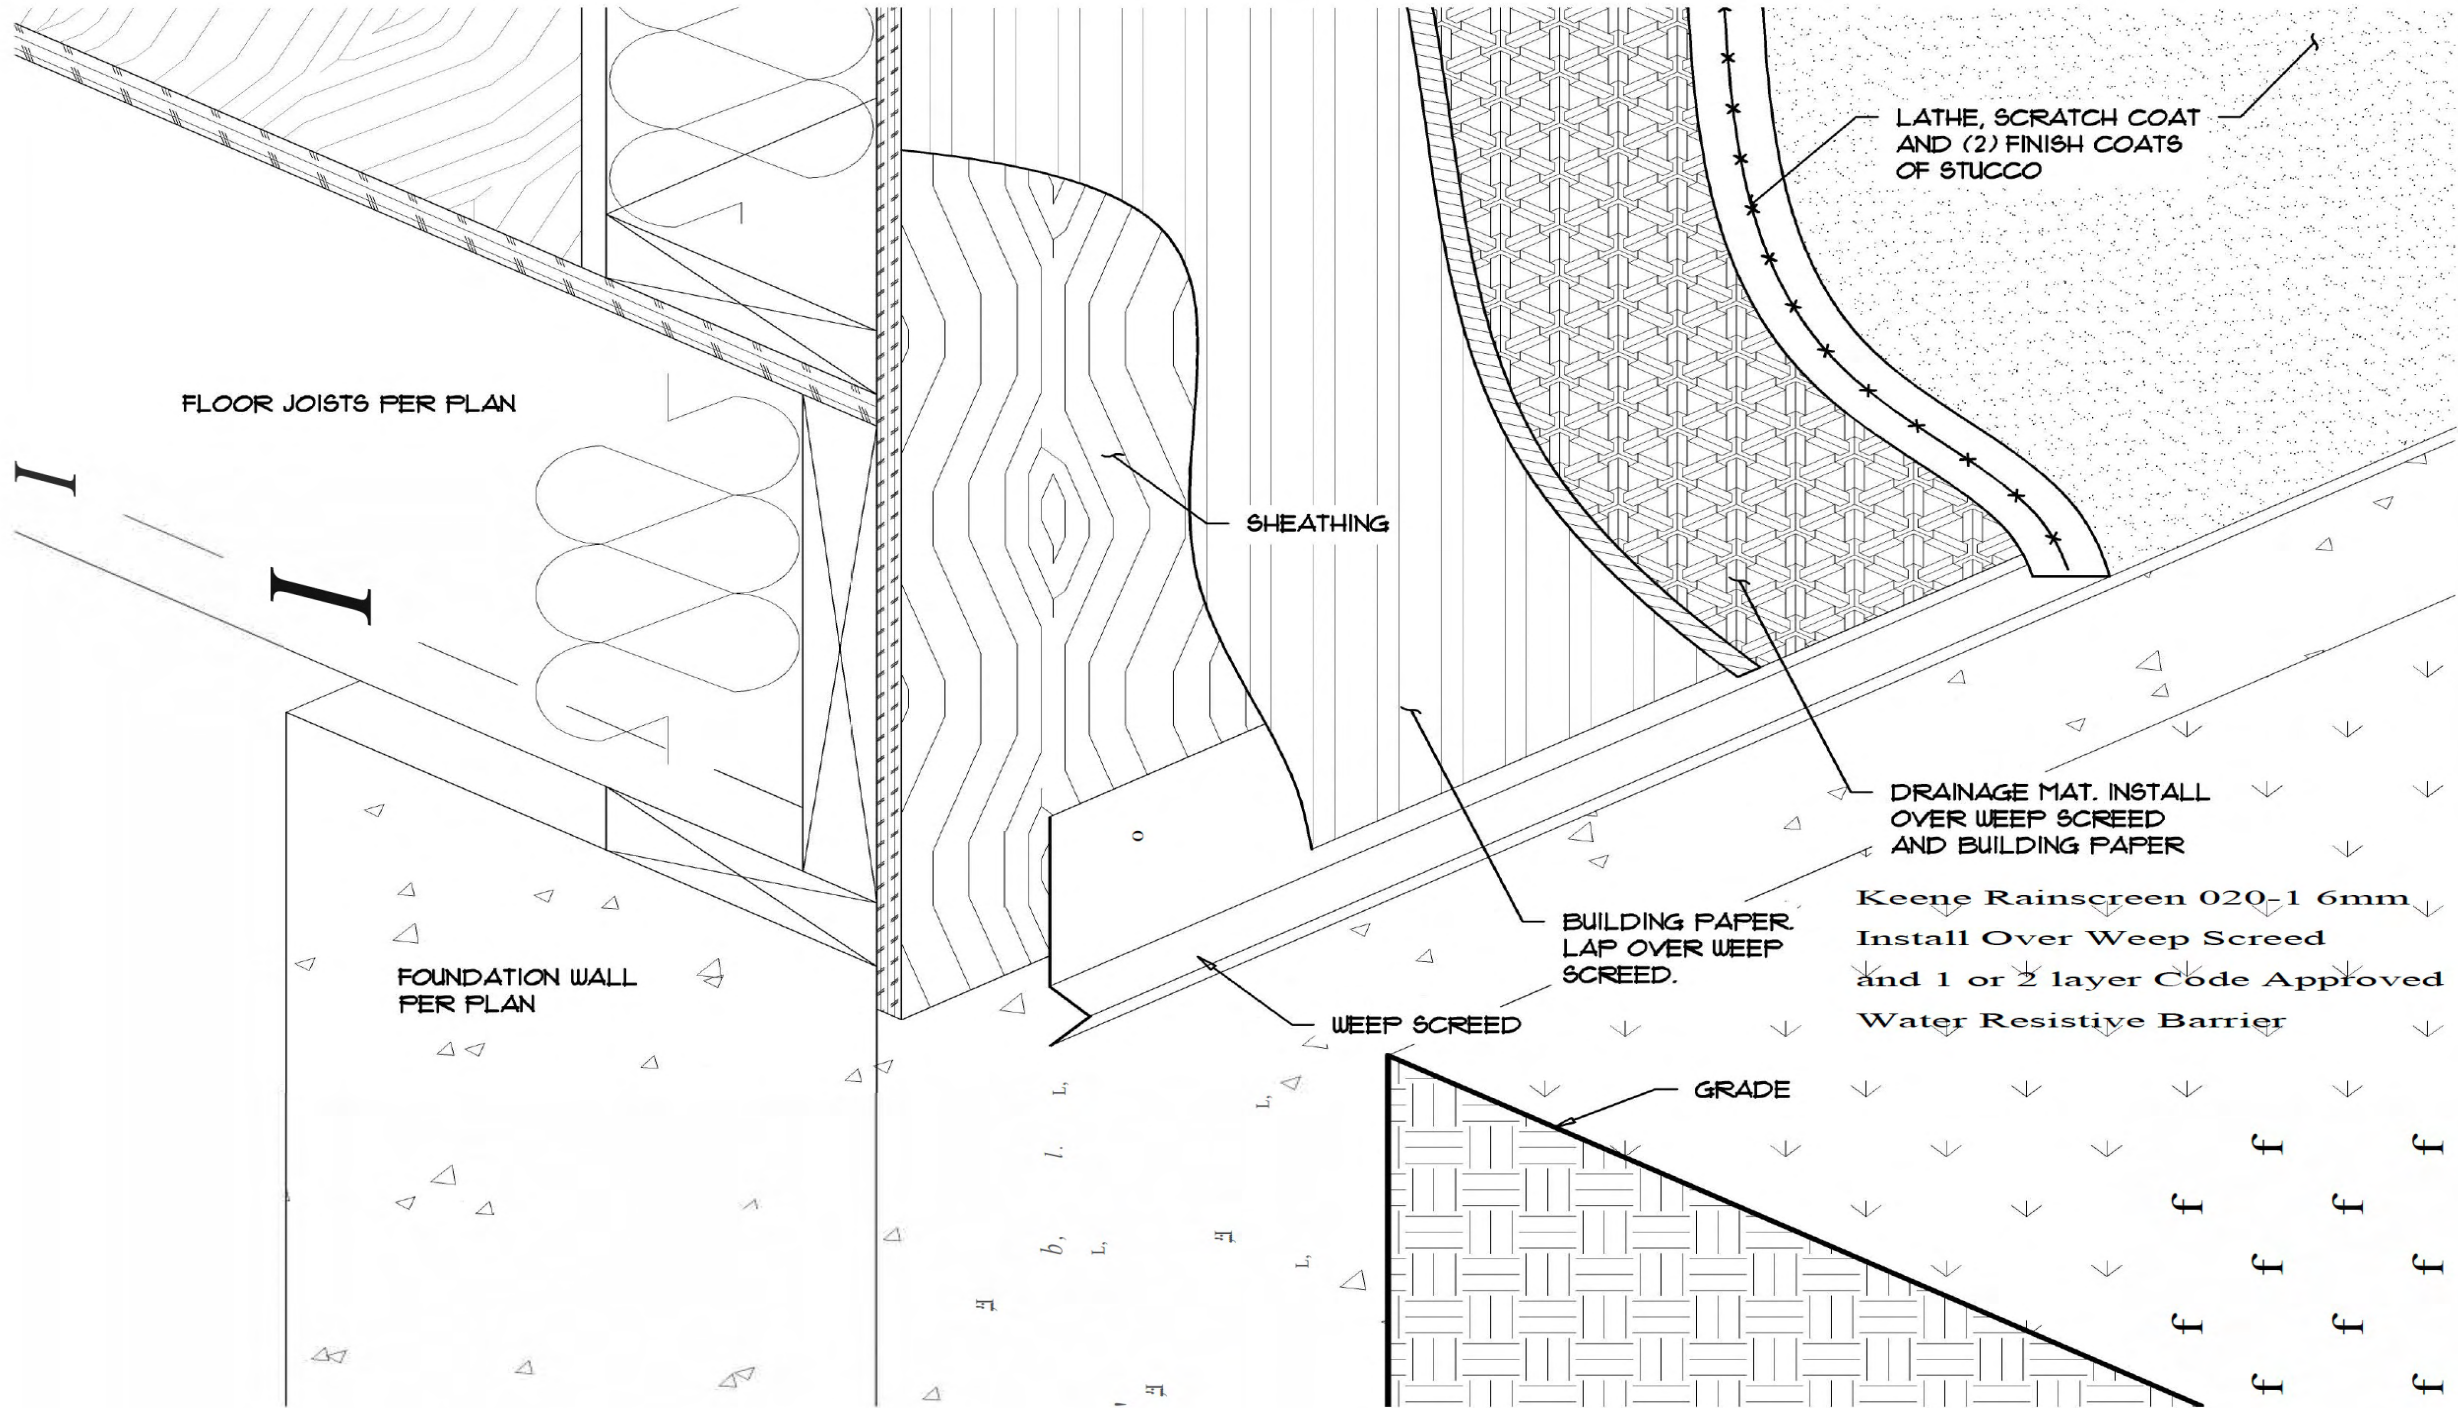 LATHE, SCRATCH COAT
AND (2) FINISH COATS
OF STUCCO
FLOOR JOISTS PER PLAN
SHEATHING
DRAINAGE MAT. INSTALL
OVER WEEP SCREED
AND BUILDING PAPER
Keene Rainscreen 020-1 6mm
Install Over Weep Screed
and 1 or 2 layer Code Approved
Water Resistive Barrier
BUILDING PAPER.
LAP OVER WEEP
SCREED.
FOUNDATION WALL
PER PLAN
WEEP SCREED
GRADE